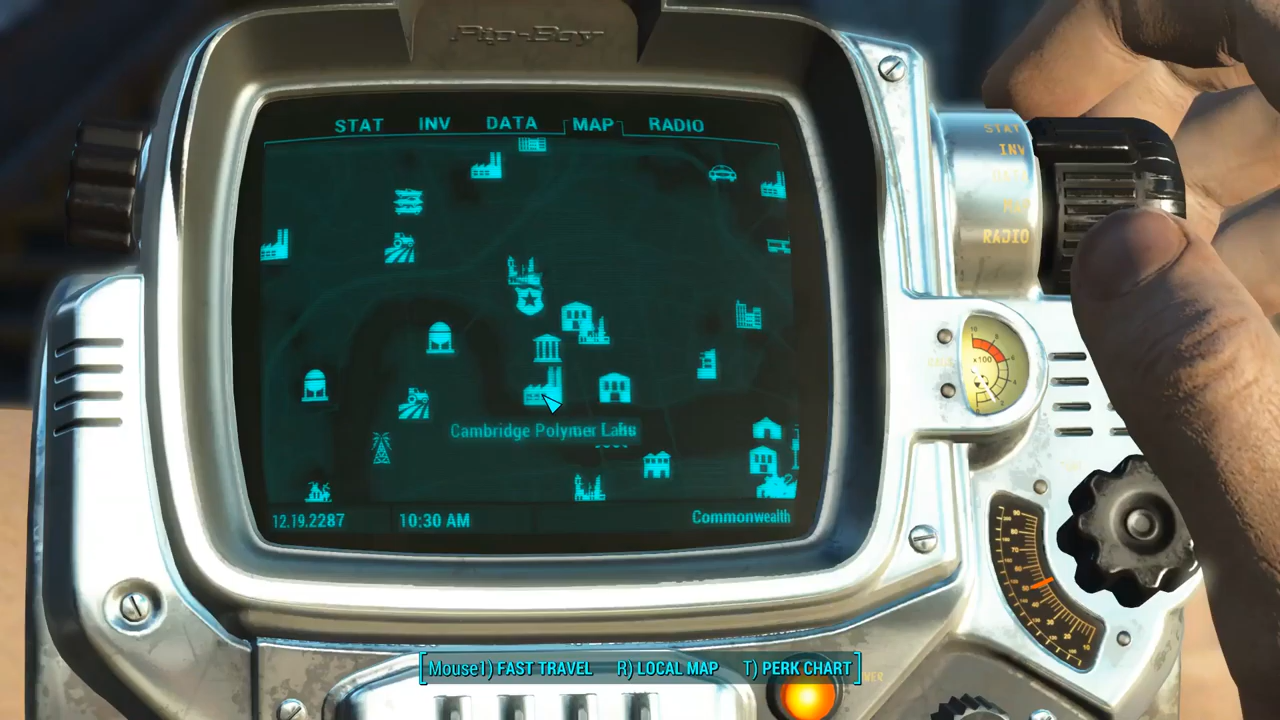 Pip-Boy
STAT INV DATA MAP RADIO
STAT
INV
RADIO
x100
Cambridge Polymer Labs
12.19.2287 10:30 AM Commonwealth
[Mouse1) FAST TRAVEL R) LOCAL MAP T) PERK CHART]